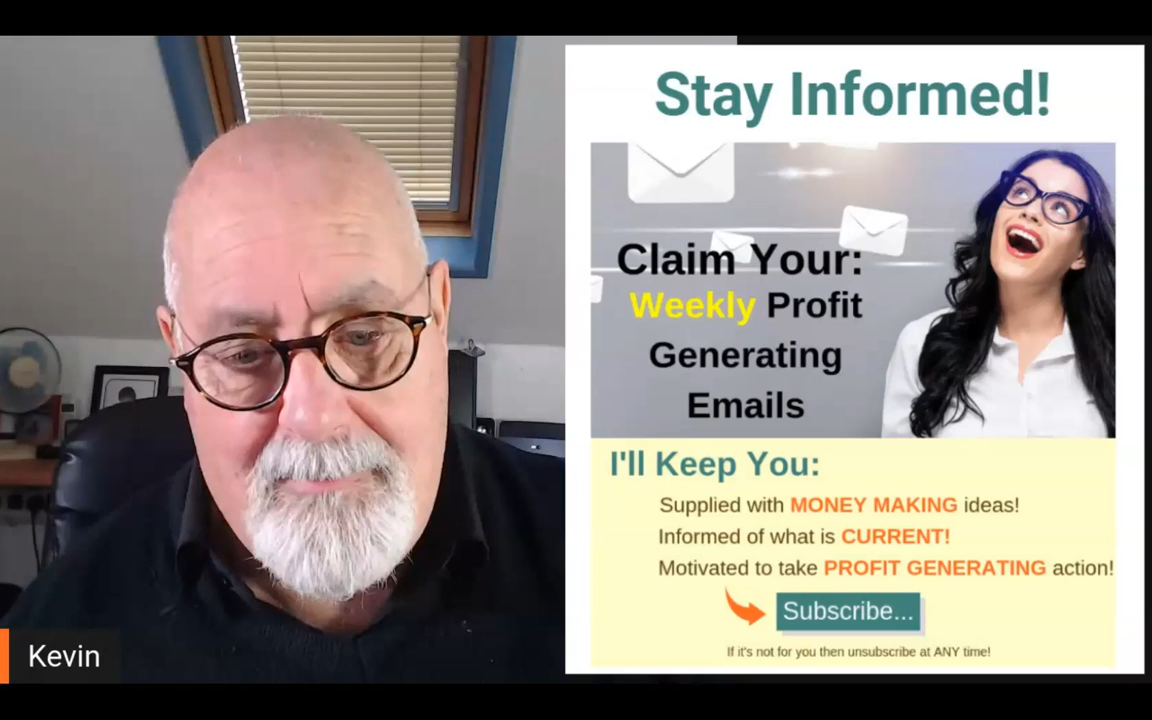 Stay Informed!
Claim Your:
Weekly Profit
Generating
Emails
I'll Keep You:
Supplied with MONEY MAKING ideas!
Informed of what is CURRENT!
Motivated to take PROFIT GENERATING action!
Subscribe...
If it's not for you then unsubscribe at ANY time!
Kevin